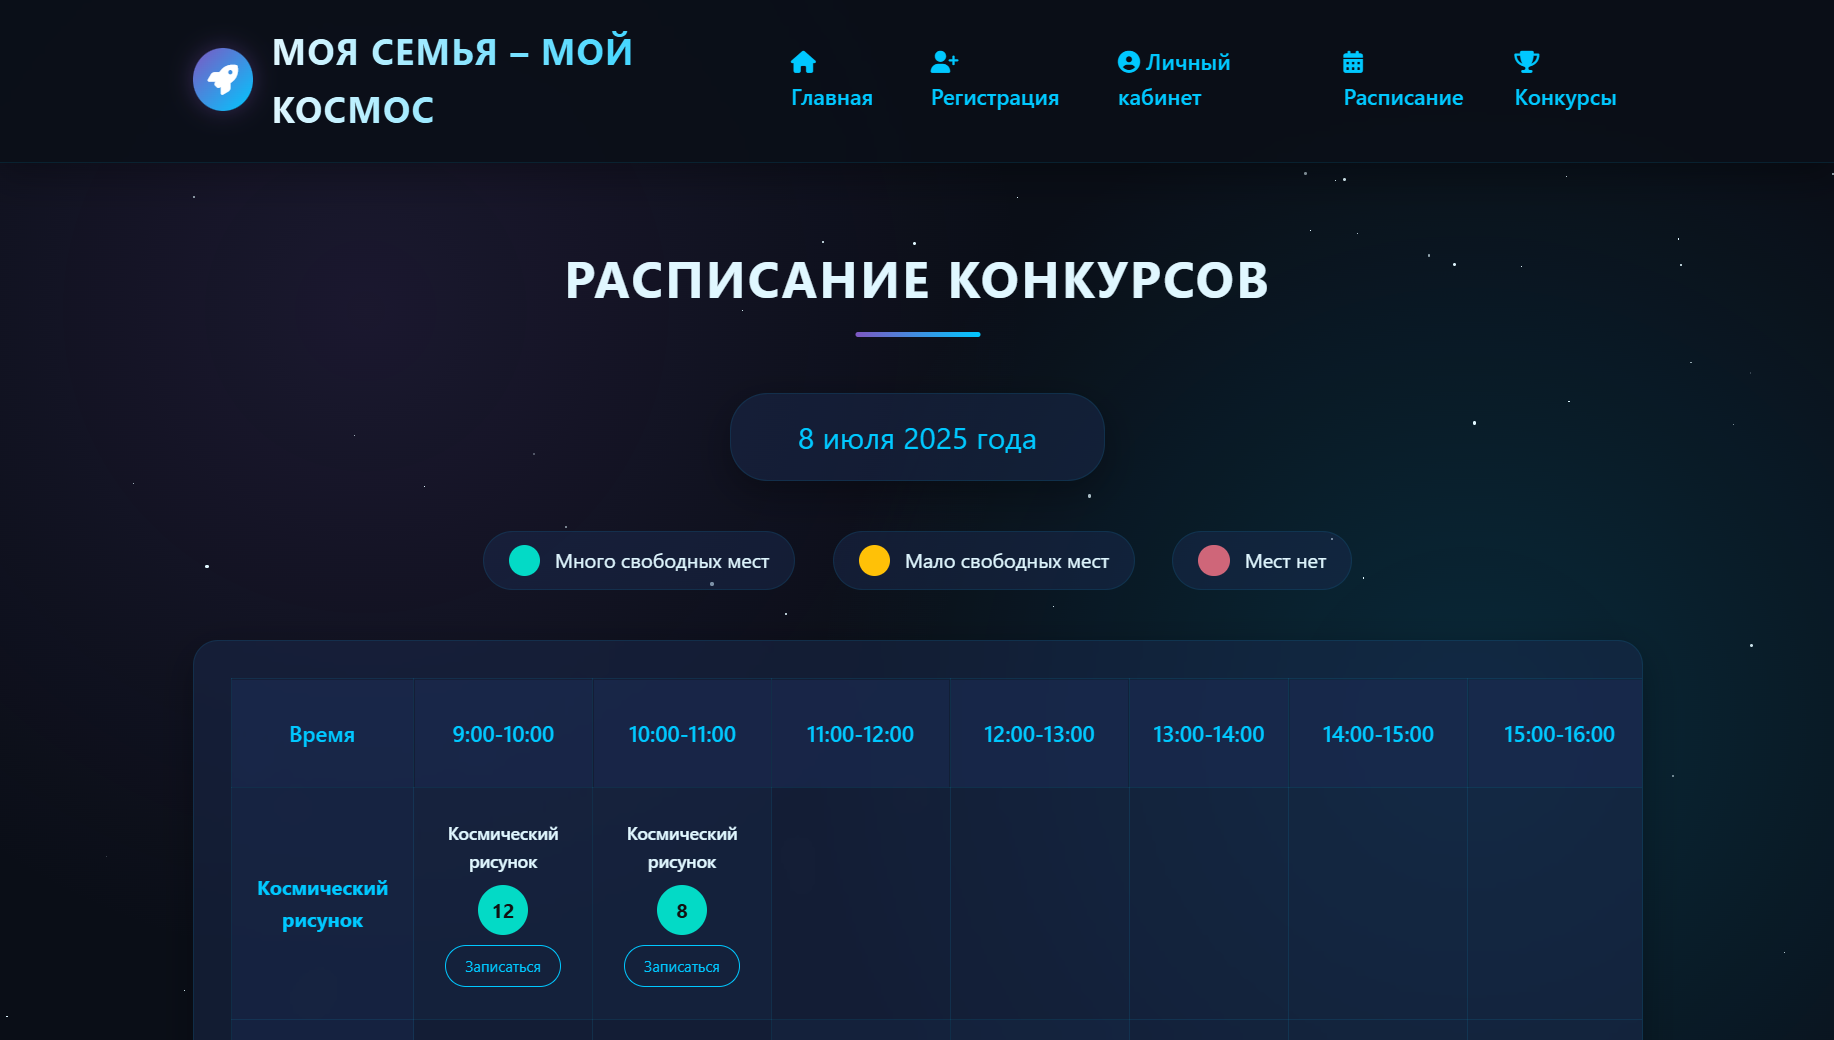 МОЯ СЕМЬЯ – МОЙ
КОСМОС
Главная
Регистрация
Личный
кабинет
Расписание
Конкурсы
РАСПИСАНИЕ КОНКУРСОВ
8 июля 2025 года
Много свободных мест
Мало свободных мест
Мест нет
Время
9:00-10:00
10:00-11:00
11:00-12:00
12:00-13:00
13:00-14:00
14:00-15:00
15:00-16:00
Космический
рисунок
Космический
рисунок
12
Записаться
Космический
рисунок
8
Записаться